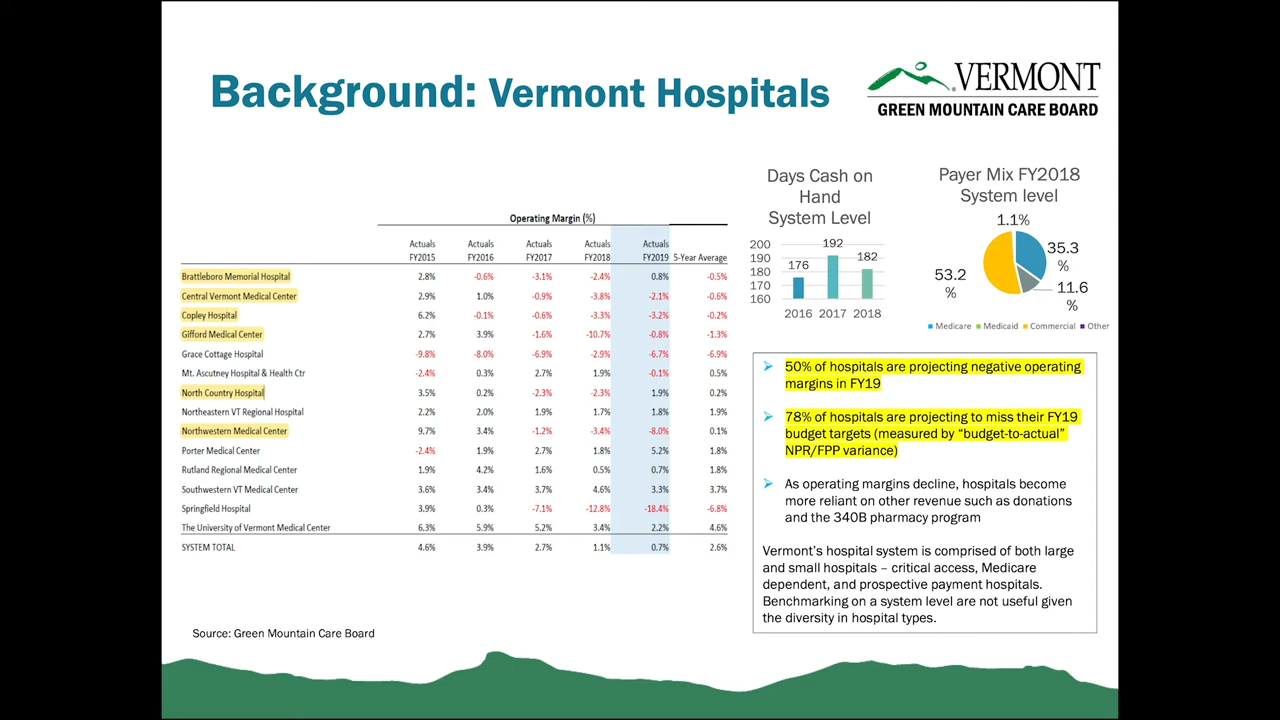 Background: Vermont Hospitals
VERMONT
GREEN MOUNTAIN CARE BOARD
Operating Margin (%)
Actuals FY2015 Actuals FY2016 Actuals FY2017 Actuals FY2018 Actuals FY2019 5-Year Average
Brattleboro Memorial Hospital 2.8% -0.6% -3.1% -2.4% 0.8% -0.5%
Central Vermont Medical Center 2.9% 1.0% -0.9% -3.8% -2.1% -0.6%
Copley Hospital 6.2% -0.1% -0.6% -3.3% -3.2% -0.2%
Gifford Medical Center 2.7% 3.9% -1.6% -10.7% -0.8% -1.3%
Grace Cottage Hospital -9.8% -8.0% -6.9% -2.9% -6.7% -6.9%
Mt. Ascutney Hospital & Health Ctr -2.4% 0.3% 2.7% 1.9% -0.1% 0.5%
North Country Hospital 3.5% 0.2% -2.3% -2.3% 1.9% 0.2%
Northeastern VT Regional Hospital 2.2% 2.0% 1.9% 1.7% 1.8% 1.9%
Northwestern Medical Center 9.7% 3.4% -1.2% -3.4% -8.0% 0.1%
Porter Medical Center -2.4% 1.9% 2.7% 1.8% 5.2% 1.8%
Rutland Regional Medical Center 1.9% 4.2% 1.6% 0.5% 0.7% 1.8%
Southwestern VT Medical Center 3.6% 3.4% 3.7% 4.6% 3.3% 3.7%
Springfield Hospital 3.9% 0.3% -7.1% -12.8% -18.4% -6.8%
The University of Vermont Medical Center 6.3% 5.9% 5.2% 3.4% 2.2% 4.6%
SYSTEM TOTAL 4.6% 3.9% 2.7% 1.1% 0.7% 2.6%
Source: Green Mountain Care Board
Days Cash on
Hand
System Level
200
190
180
170
160
176
192
182
2016 2017 2018
Payer Mix FY2018
System level
1.1%
35.3
%
11.6
%
53.2
%
Medicare Medicaid Commercial Other
50% of hospitals are projecting negative operating
margins in FY19
78% of hospitals are projecting to miss their FY19
budget targets (measured by “budget-to-actual”
NPR/FPP variance)
As operating margins decline, hospitals become
more reliant on other revenue such as donations
and the 340B pharmacy program
Vermont’s hospital system is comprised of both large
and small hospitals – critical access, Medicare
dependent, and prospective payment hospitals.
Benchmarking on a system level are not useful given
the diversity in hospital types.